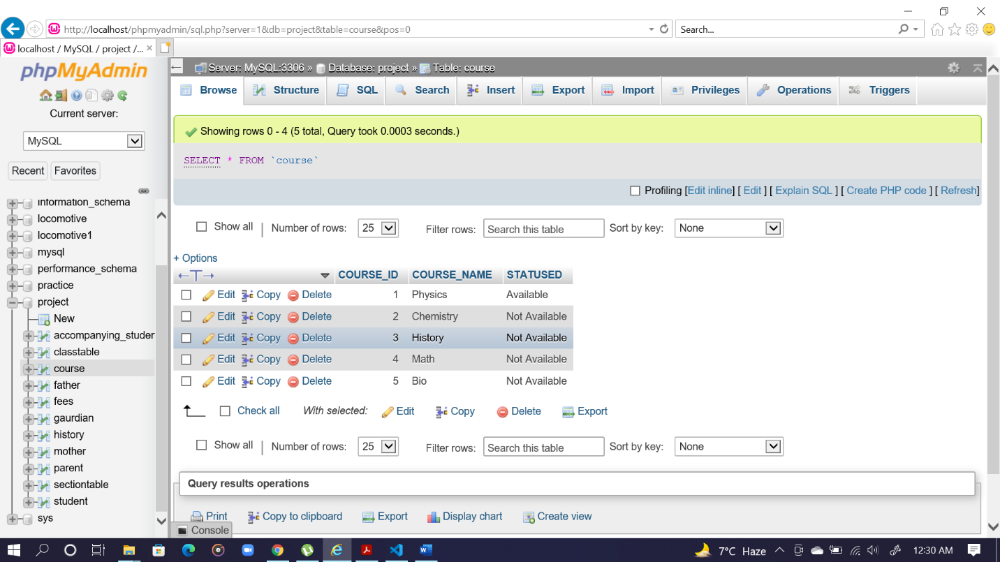 http://localhost/phpmyadmin/sql.php?server=1&db=project&table=course&pos=0
Search...
localhost / MySQL / project /...
phpMyAdmin
Current server:
MySQL
Recent Favorites
information_schema
locomotive
locomotive1
mysql
performance_schema
practice
project
New
accompanying_studer
classtable
course
father
fees
gaurdian
history
mother
parent
sectiontable
student
sys
Server: MySQL:3306 » Database: project » Table: course
Browse Structure SQL Search Insert Export Import Privileges Operations Triggers
Showing rows 0 - 4 (5 total, Query took 0.0003 seconds.)
SELECT * FROM `course`
Profiling [Edit inline] [ Edit ] [ Explain SQL ] [ Create PHP code ] [ Refresh]
Show all | Number of rows: 25 Filter rows: Search this table Sort by key: None
+ Options
←T→ COURSE_ID COURSE_NAME STATUSED
Edit Copy Delete 1 Physics Available
Edit Copy Delete 2 Chemistry Not Available
Edit Copy Delete 3 History Not Available
Edit Copy Delete 4 Math Not Available
Edit Copy Delete 5 Bio Not Available
Check all With selected: Edit Copy Delete Export
Show all | Number of rows: 25 Filter rows: Search this table Sort by key: None
Query results operations
Print Copy to clipboard Export Display chart Create view
Console
7°C Haze 12:30 AM